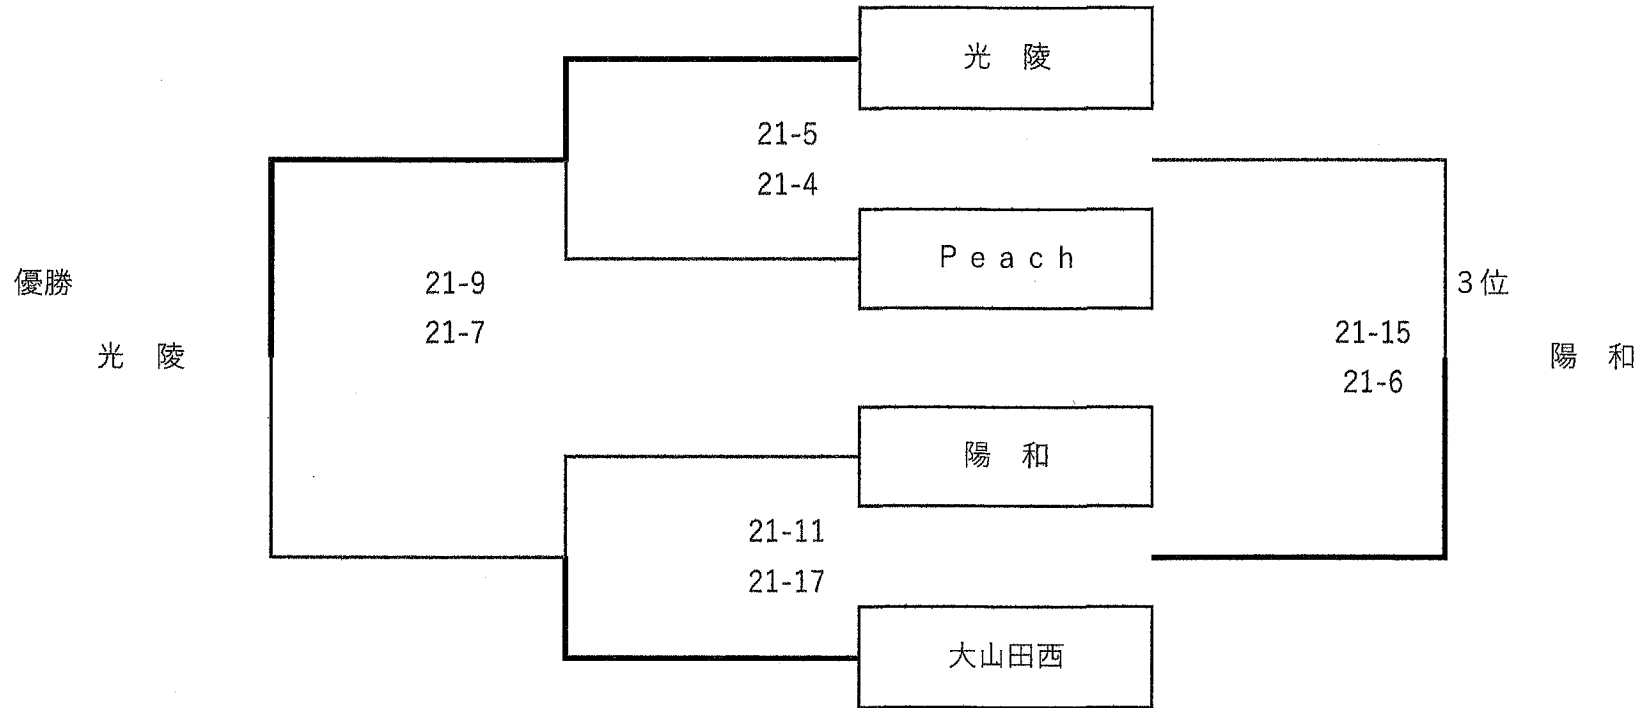 光 陵
21-5
21-4
Peach
優勝
21-9
21-7
光 陵
3位
21-15
21-6
陽 和
陽 和
21-11
21-17
大山田西